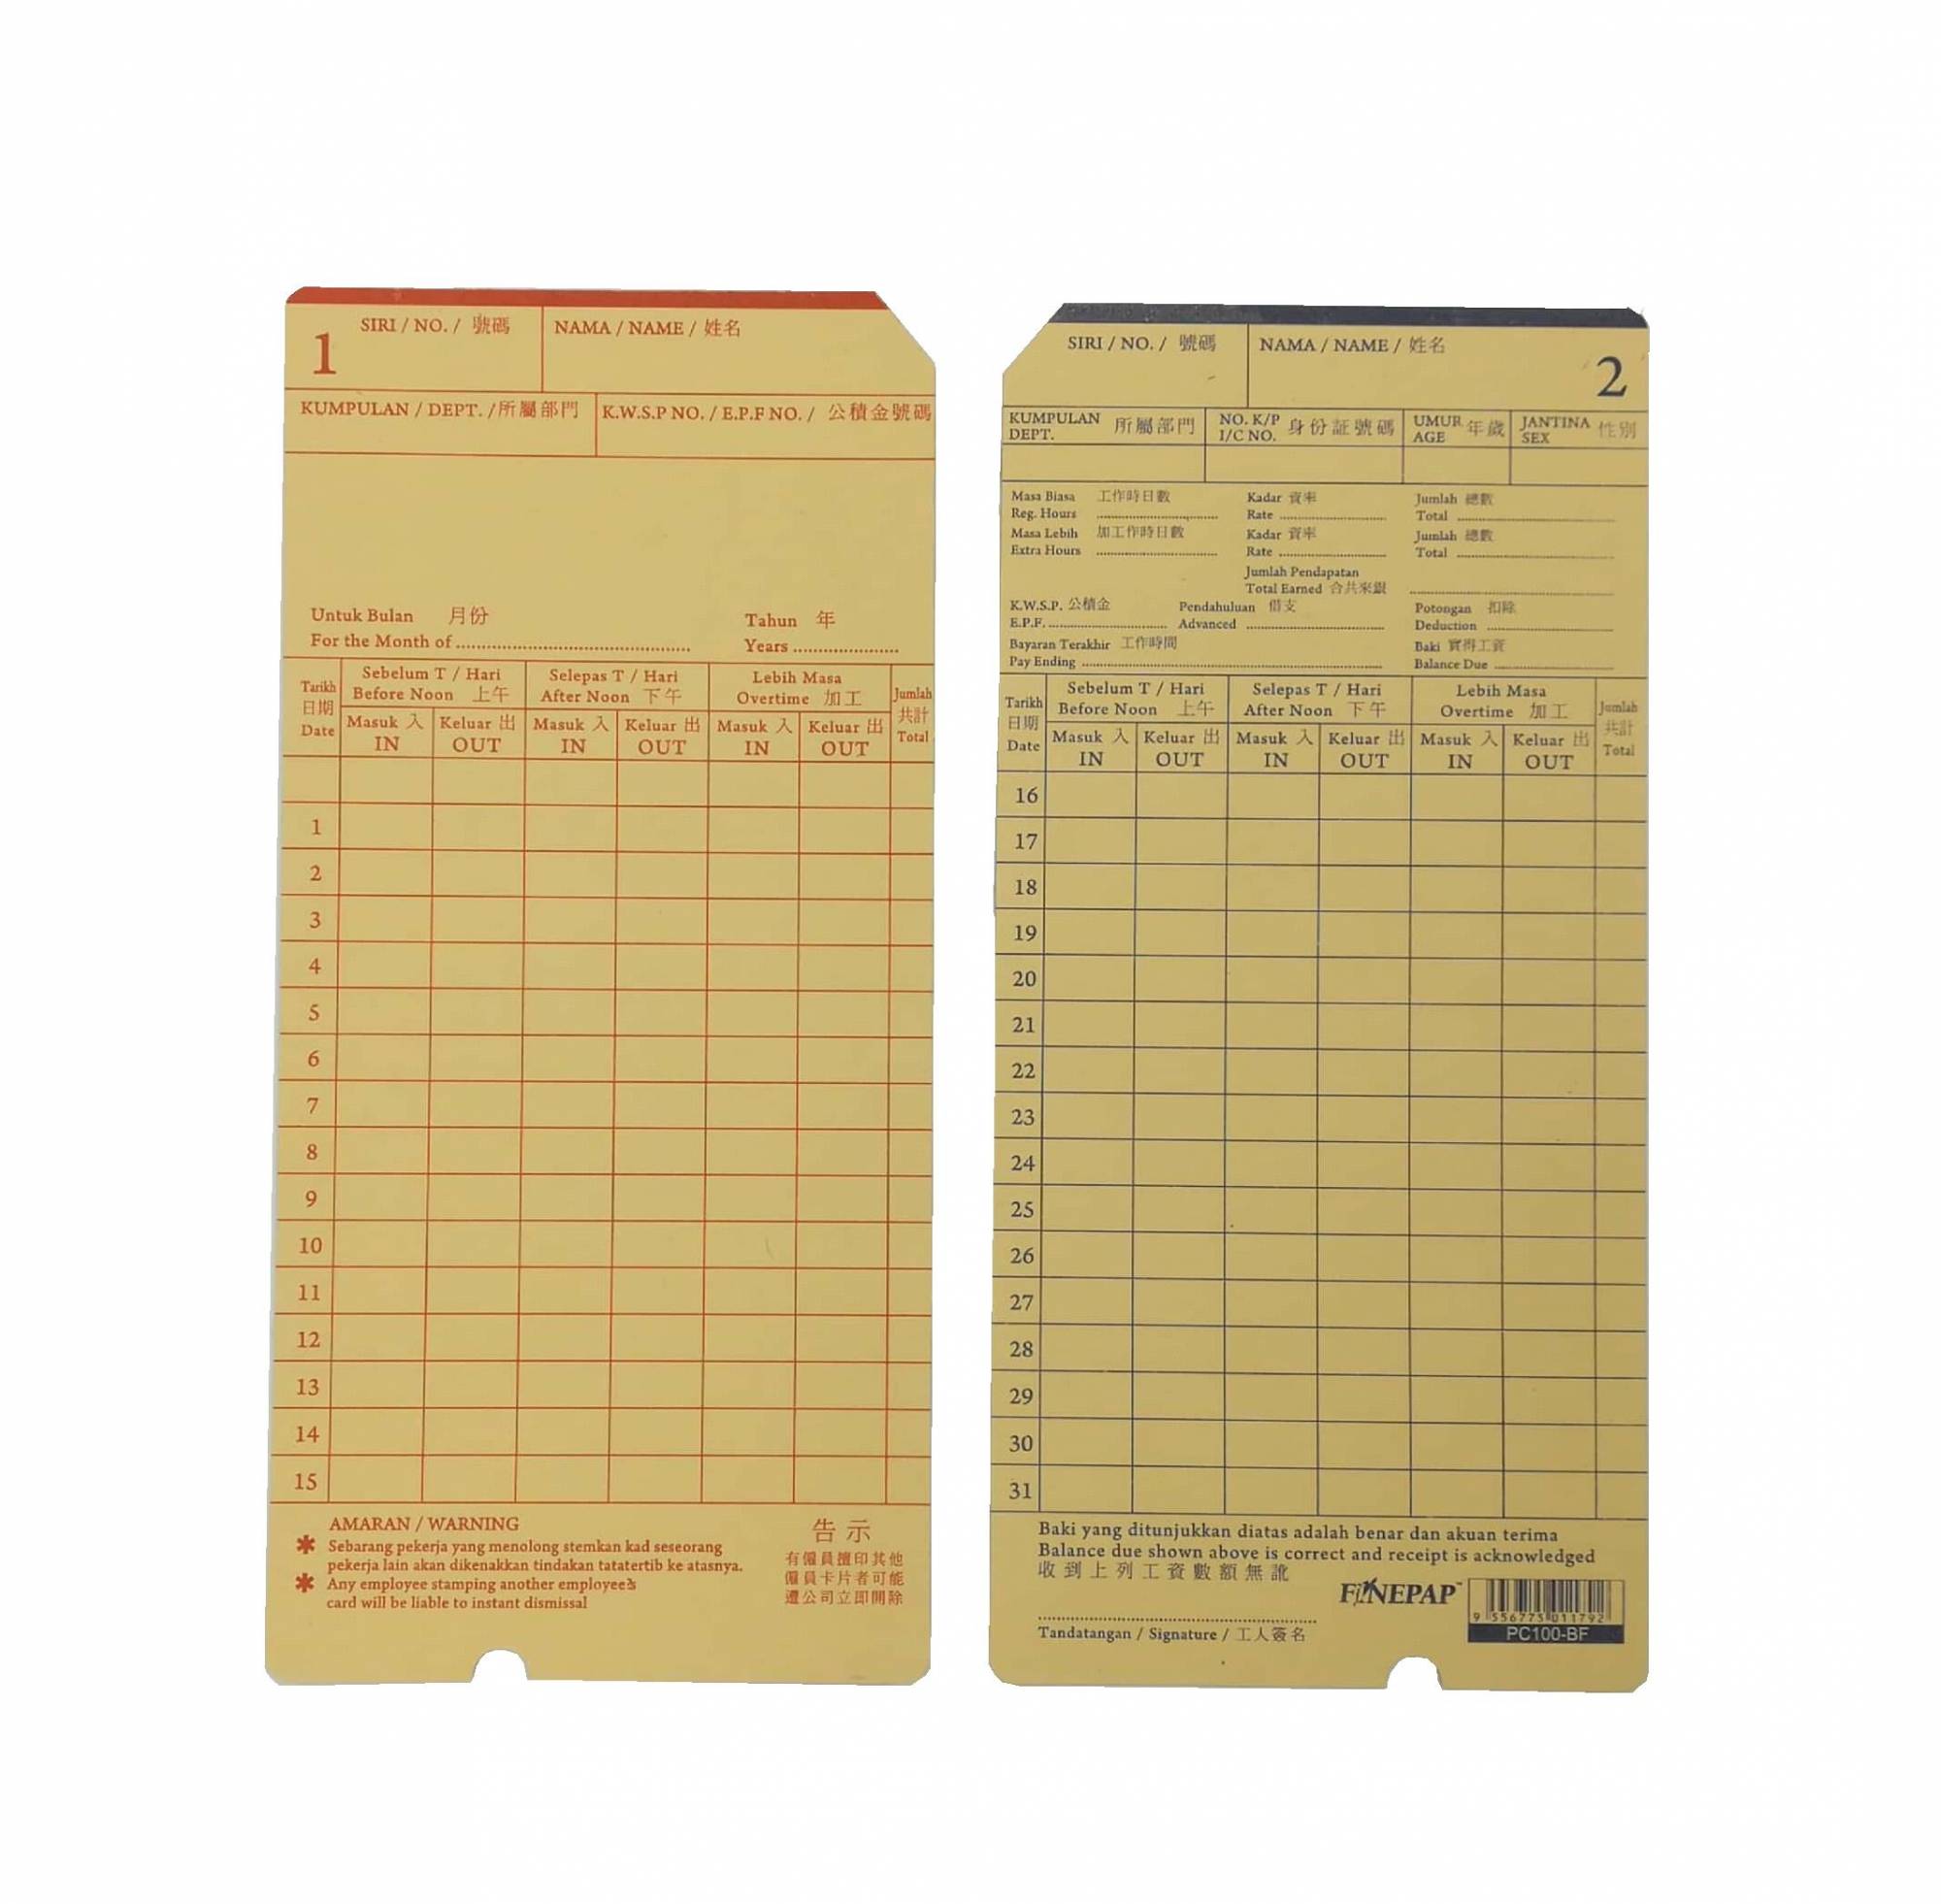 1
SIRI / NO. / 號碼
NAMA / NAME / 姓名
KUMPULAN / DEPT. /所屬部門
K.W.S.P NO. / E.P.F NO. / 公積金號碼
Untuk Bulan 月份
For the Month of
Tahun 年
Years
Tarikh
日期
Date
Sebelum T / Hari
Before Noon 上午
Selepas T / Hari
After Noon 下午
Lebih Masa
Overtime 加工
Jumlah
共計
Total
Masuk 入
IN
Keluar 出
OUT
Masuk 入
IN
Keluar 出
OUT
Masuk 入
IN
Keluar 出
OUT
1
2
3
4
5
6
7
8
9
10
11
12
13
14
15
AMARAN / WARNING
* Sebarang pekerja yang menolong stemkan kad seseorang
pekerja lain akan dikenakkan tindakan tatatertib ke atasnya.
* Any employee stamping another employee's
card will be liable to instant dismissal
告示
有僱員擅印其他
僱員卡片者可能
遭公司立即開除
SIRI / NO. / 號碼
NAMA / NAME / 姓名
2
KUMPULAN
DEPT.
所屬部門
NO. K/P
I/C NO.
身份証號碼
UMUR
AGE
年歲
JANTINA
SEX
性別
Masa Biasa 工作時日數
Reg. Hours
Kadar 資率
Rate
Jumlah 總數
Total
Masa Lebih 加工作時日數
Extra Hours
Kadar 資率
Rate
Jumlah 總數
Total
Jumlah Pendapatan
Total Earned 合共來銀
K.W.S.P. 公積金
E.P.F.
Pendahuluan 借支
Advanced
Potongan 扣除
Deduction
Bayaran Terakhir 工作時間
Pay Ending
Baki 實得工資
Balance Due
Tarikh
日期
Date
Sebelum T / Hari
Before Noon 上午
Selepas T / Hari
After Noon 下午
Lebih Masa
Overtime 加工
Jumlah
共計
Total
Masuk 入
IN
Keluar 出
OUT
Masuk 入
IN
Keluar 出
OUT
Masuk 入
IN
Keluar 出
OUT
16
17
18
19
20
21
22
23
24
25
26
27
28
29
30
31
Baki yang ditunjukkan diatas adalah benar dan akuan terima
Balance due shown above is correct and receipt is acknowledged
收到上列工資數額無訛
FINEPAP™
9 556775 011792
PC100-BF
Tandatangan / Signature / 工人簽名